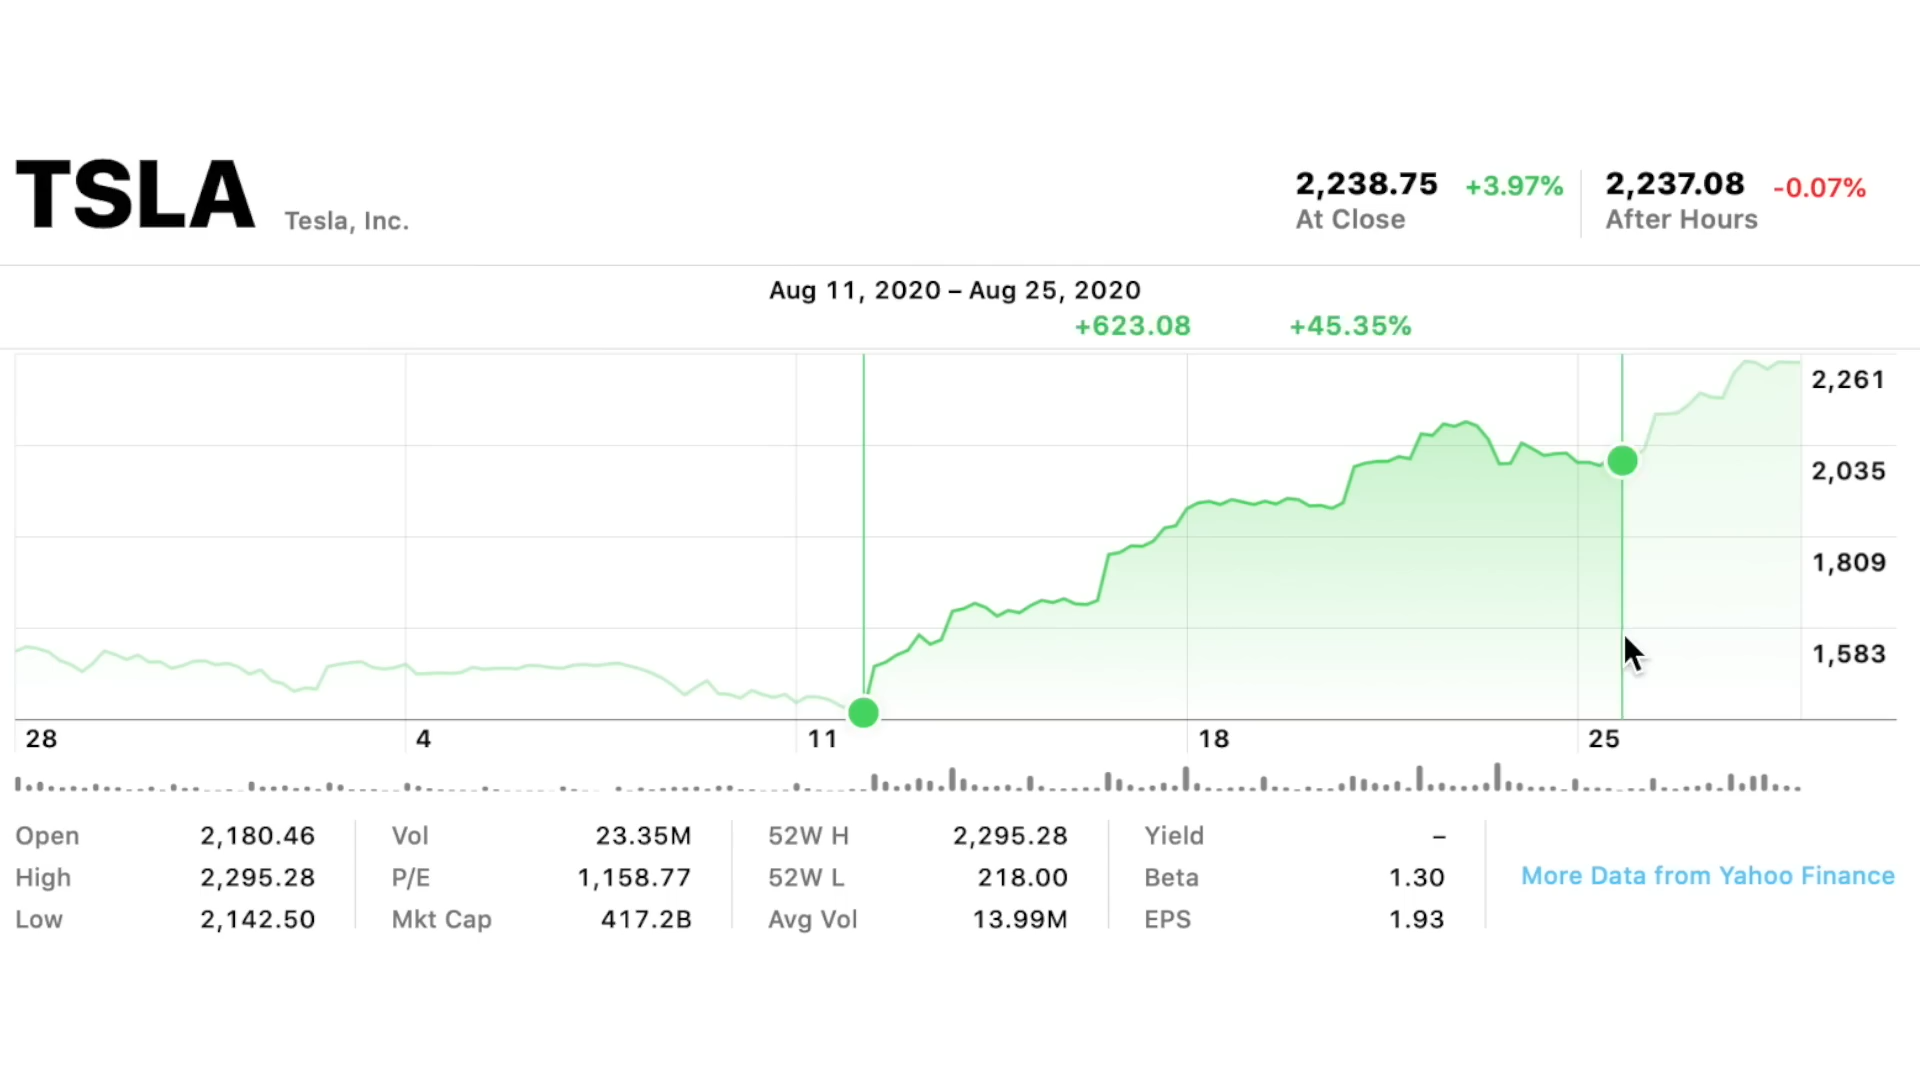 TSLA Tesla, Inc.
2,238.75 +3.97% 2,237.08 -0.07%
At Close After Hours
Aug 11, 2020 – Aug 25, 2020
+623.08 +45.35%
2,261
2,035
1,809
1,583
28 4 11 18 25
Open 2,180.46 Vol 23.35M 52W H 2,295.28 Yield –
High 2,295.28 P/E 1,158.77 52W L 218.00 Beta 1.30 More Data from Yahoo Finance
Low 2,142.50 Mkt Cap 417.2B Avg Vol 13.99M EPS 1.93